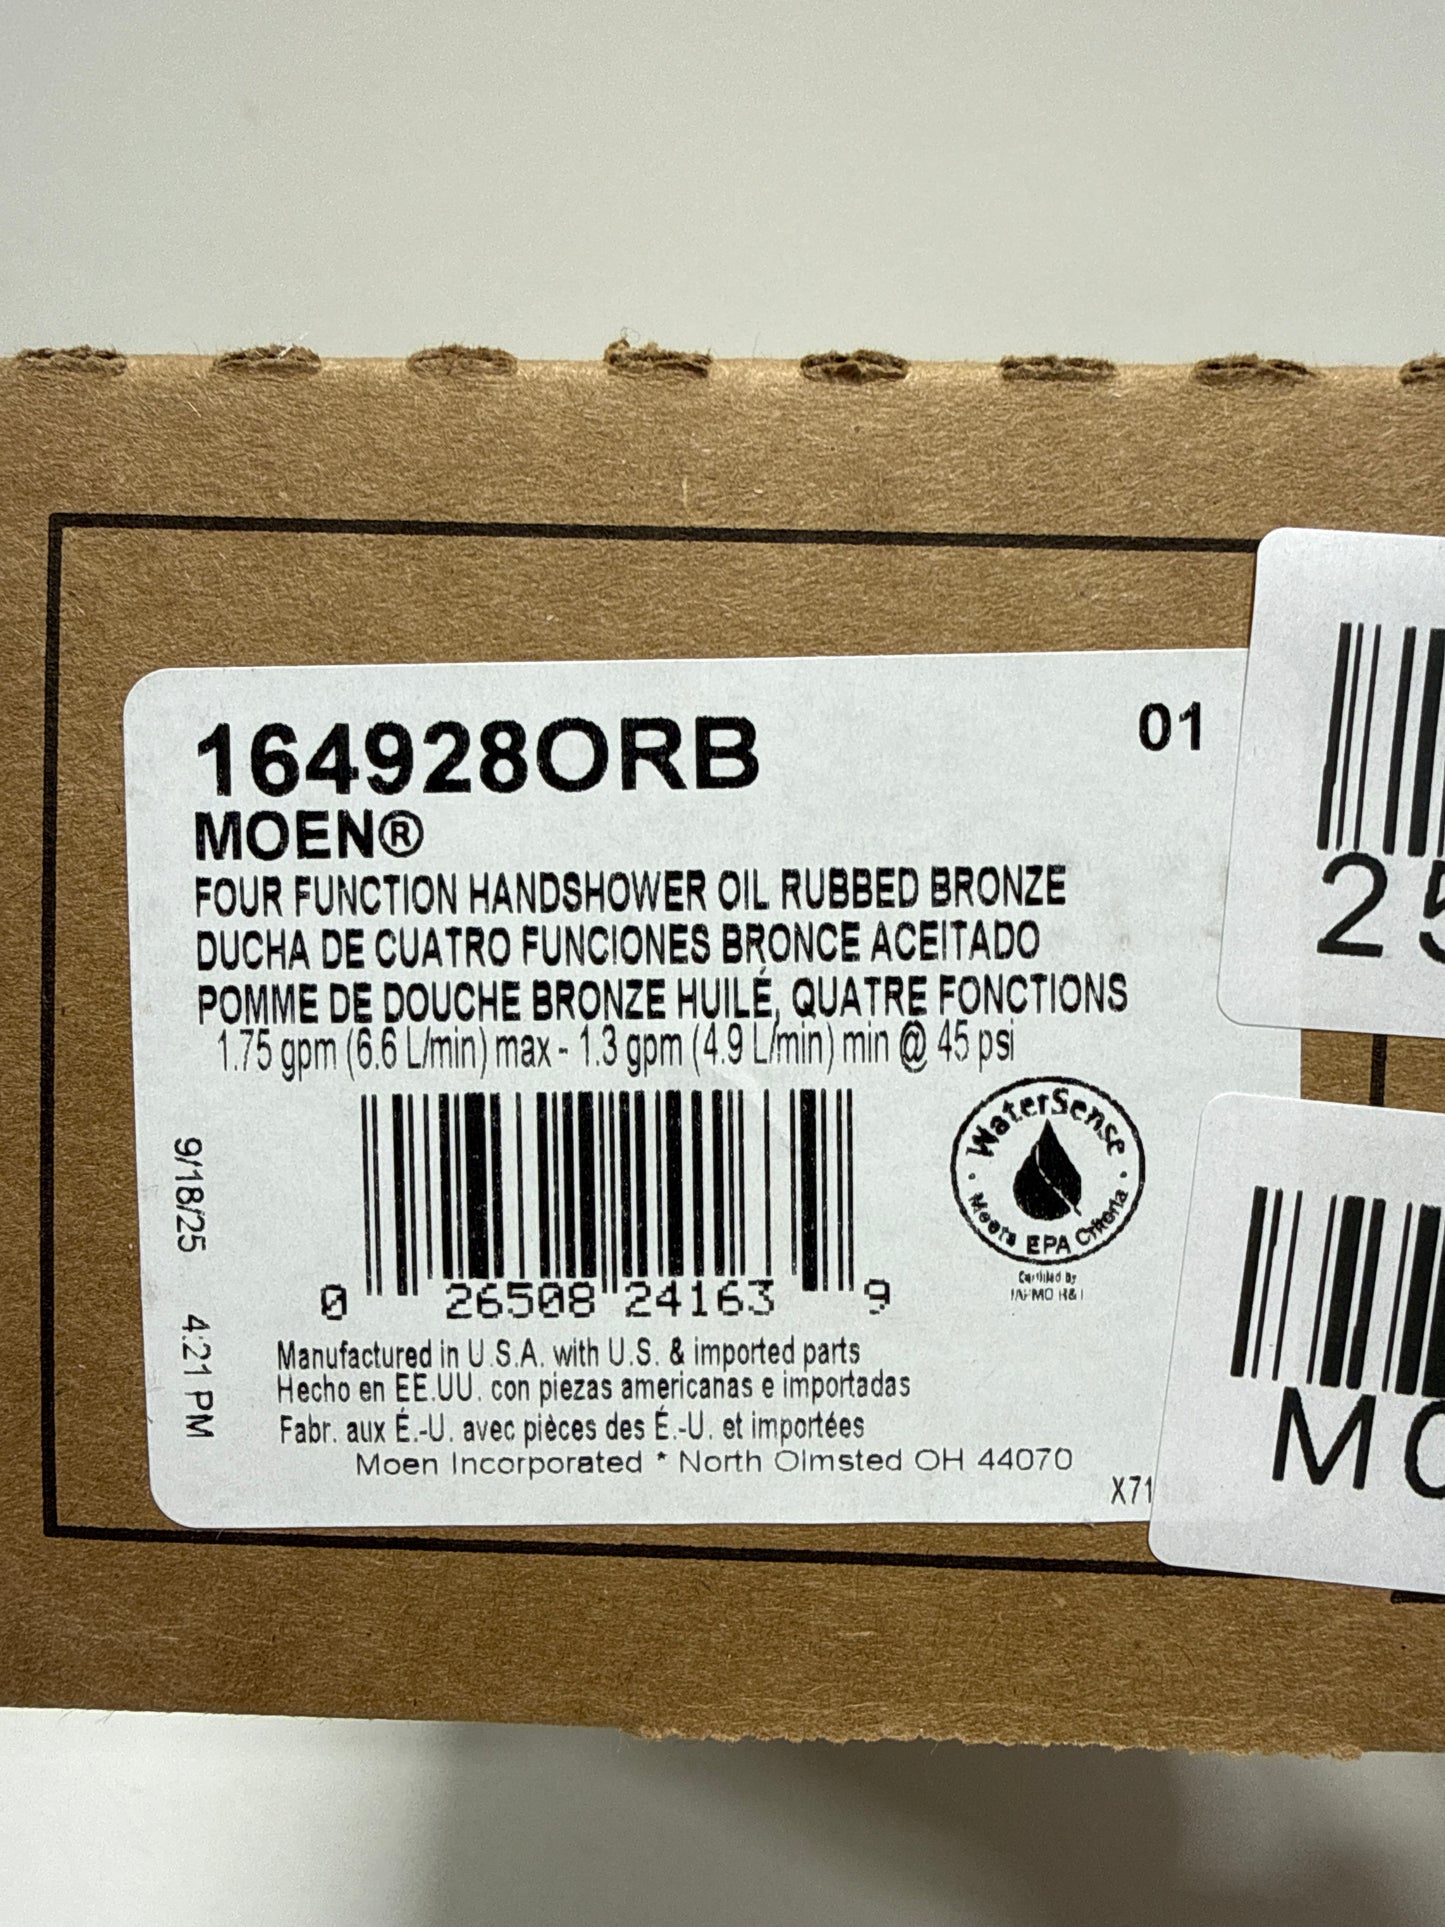 164928ORB
01
MOEN®
FOUR FUNCTION HANDSHOWER OIL RUBBED BRONZE
DUCHA DE CUATRO FUNCIONES BRONCE ACEITADO
POMME DE DOUCHE BRONZE HUILÉ, QUATRE FONCTIONS
1.75 gpm (6.6 L/min) max - 1.3 gpm (4.9 L/min) min @ 45 psi
WaterSense
Meets EPA Criteria
Certified by
IAPMO R&T
9/18/25 4:21 PM
0 26508 24163 9
Manufactured in U.S.A. with U.S. & imported parts
Hecho en EE.UU. con piezas americanas e importadas
Fabr. aux É.-U. avec pièces des É.-U. et importées
Moen Incorporated * North Olmsted OH 44070
X71
25
MO